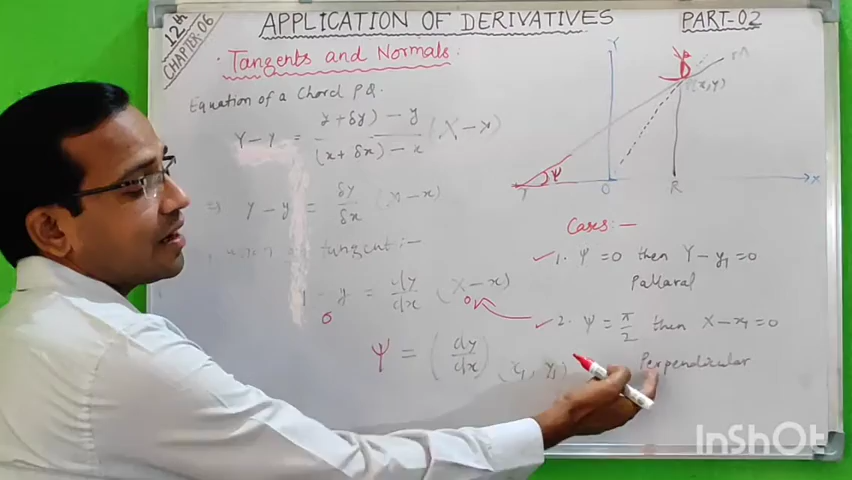 APPLICATION OF DERIVATIVES
PART-02
12th
CHAPTER-06
Tangents and Normals:
Equation of a Chord PQ.
Y-y = y+δy)-y / (x+δx)-x (X-x)
⇒ y-y = δy/δx (x-x)
tangent:-
y = dy/dx (X-x)
σ
Ψ = (dy/dx) x1, y1)
Y
P(x,y)
Ψ
T O R X
Cases:-
1. Ψ=0 then Y-y1=0
Pallaral
2. Ψ = π/2 then X-x1=0
Perpendicular
InShOt